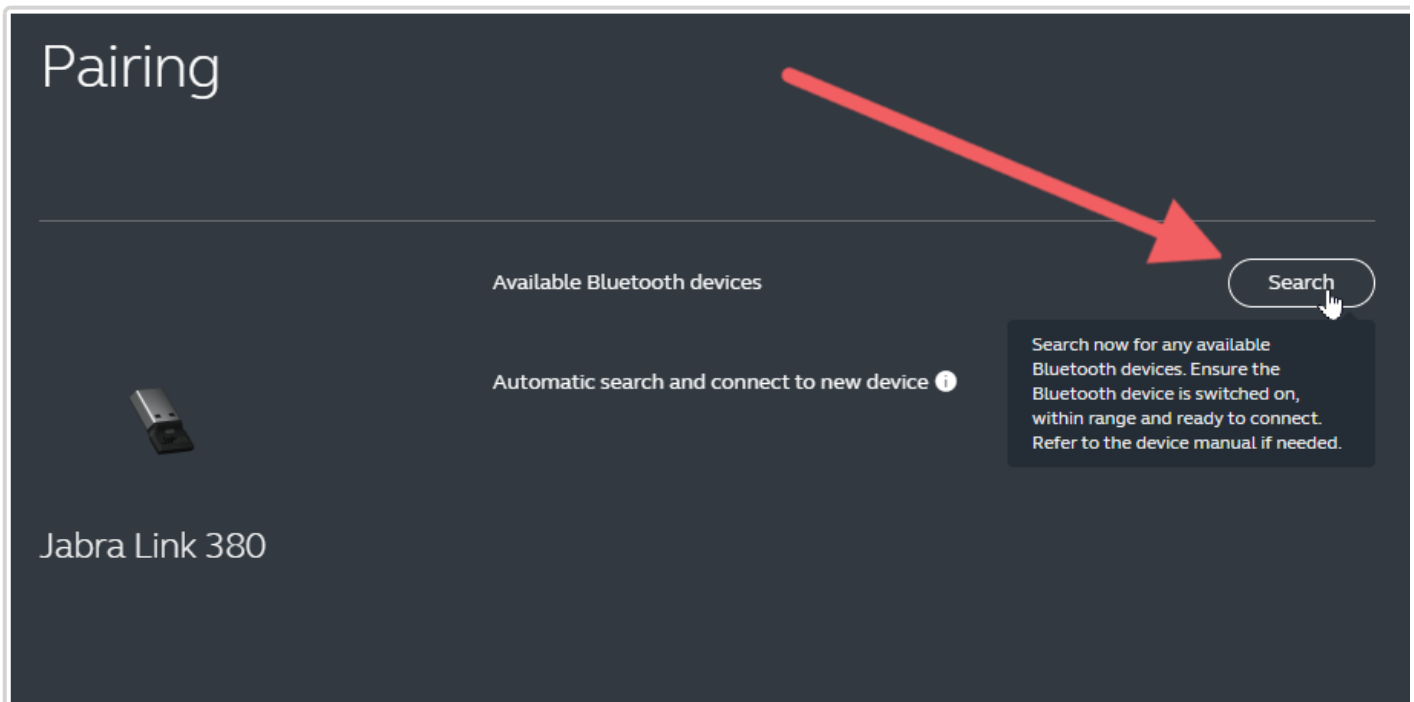 Pairing
Available Bluetooth devices
Search
Search now for any available
Bluetooth devices. Ensure the
Bluetooth device is switched on,
within range and ready to connect.
Refer to the device manual if needed.
Automatic search and connect to new device
Jabra Link 380